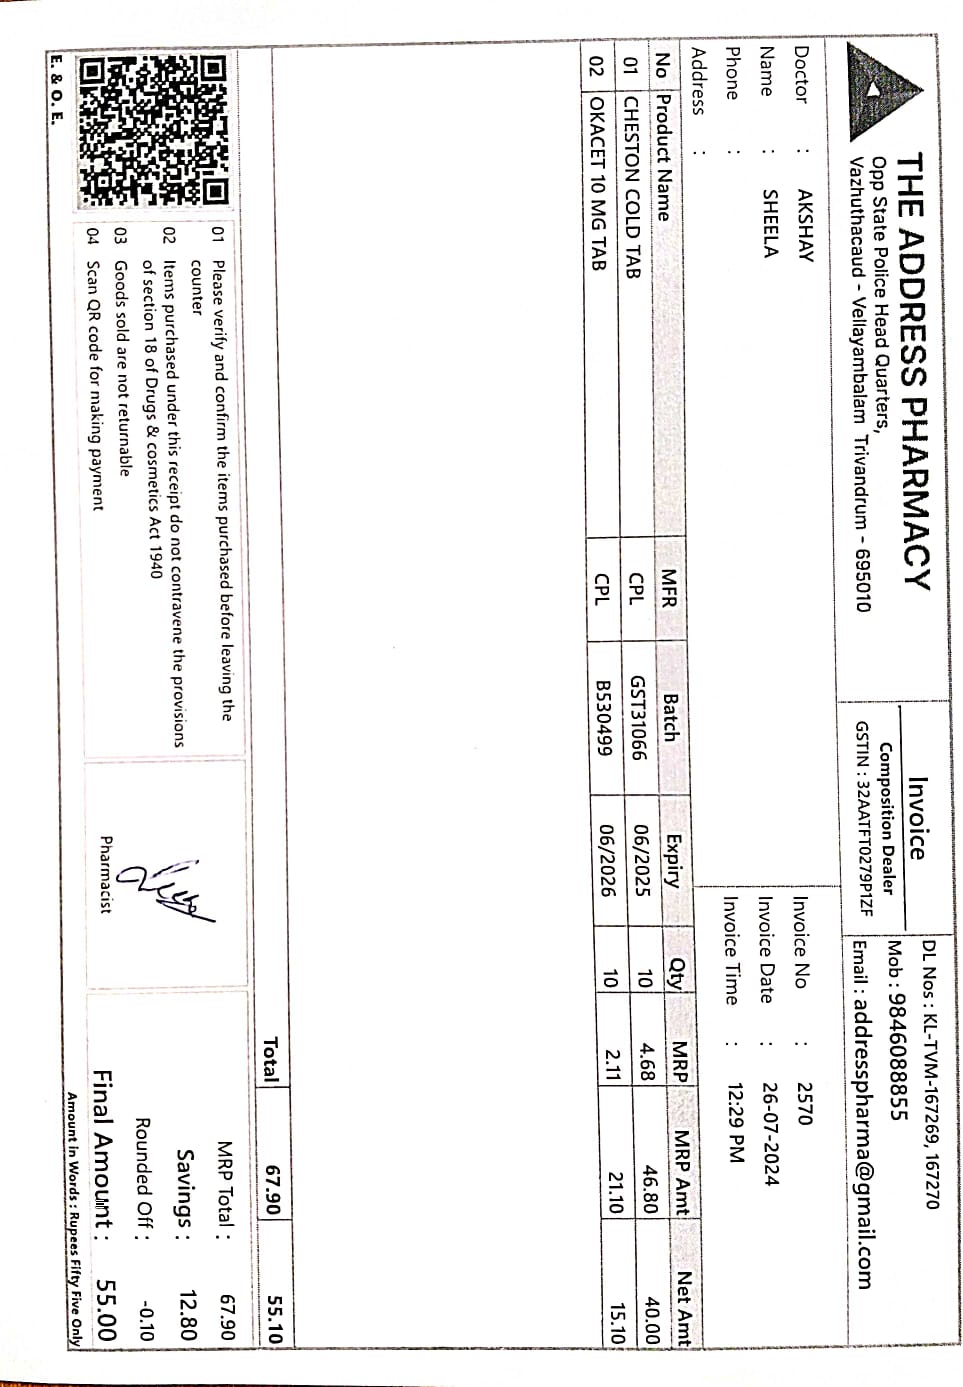 THE ADDRESS PHARMACY
Opp State Police Head Quarters,
Vazhuthacaud - Vellayambalam Trivandrum - 695010
Invoice
Composition Dealer
GSTIN : 32AATFT0279P1ZF
DL Nos : KL-TVM-167269, 167270
Mob : 9846088855
Email : addresspharma@gmail.com
Doctor : AKSHAY
Name : SHEELA
Phone :
Address :
Invoice No : 2570
Invoice Date : 26-07-2024
Invoice Time : 12:29 PM
No Product Name MFR Batch Expiry Qty MRP MRP Amt Net Amt
01 CHESTON COLD TAB CPL GST31066 06/2025 10 4.68 46.80 40.00
02 OKACET 10 MG TAB CPL B530499 06/2026 10 2.11 21.10 15.10
Total 67.90 55.10
01 Please verify and confirm the items purchased before leaving the
counter
02 Items purchased under this receipt do not contravene the provisions
of section 18 of Drugs & cosmetics Act 1940
03 Goods sold are not returnable
04 Scan QR code for making payment
Pharmacist
MRP Total : 67.90
Savings : 12.80
Rounded Off : -0.10
Final Amount : 55.00
Amount in Words : Rupees Fifty Five Only
E. & O. E.